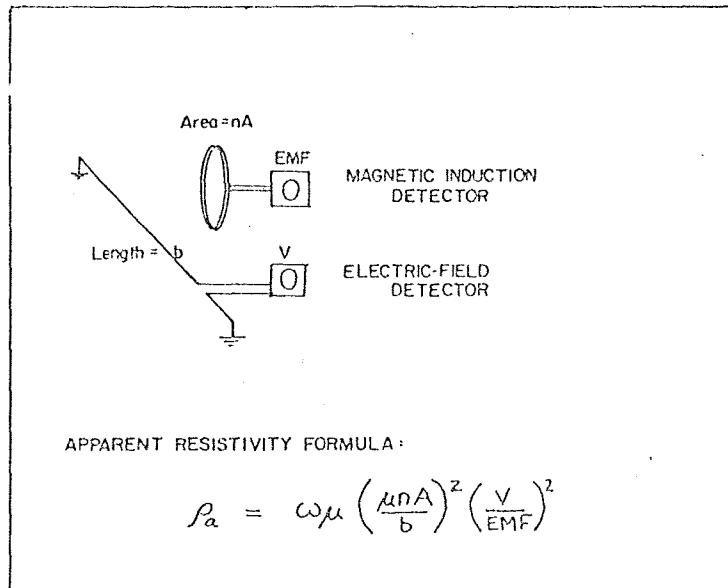 Area = nA
EMF
MAGNETIC INDUCTION
DETECTOR
Length = b
V
ELECTRIC-FIELD
DETECTOR
APPARENT RESISTIVITY FORMULA:
ρa = ωμ (μnA/b)² (V/EMF)²